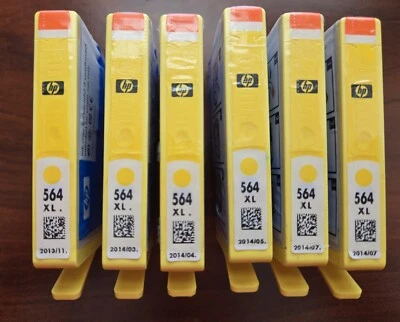 hp
564
XL.
2013/11.
hp
564
XL.
2014/03.
hp
564
XL.
2014/04.
hp
564
XL.
2014/05.
hp
564
XL.
2014/07.
hp
564
XL.
2014/07